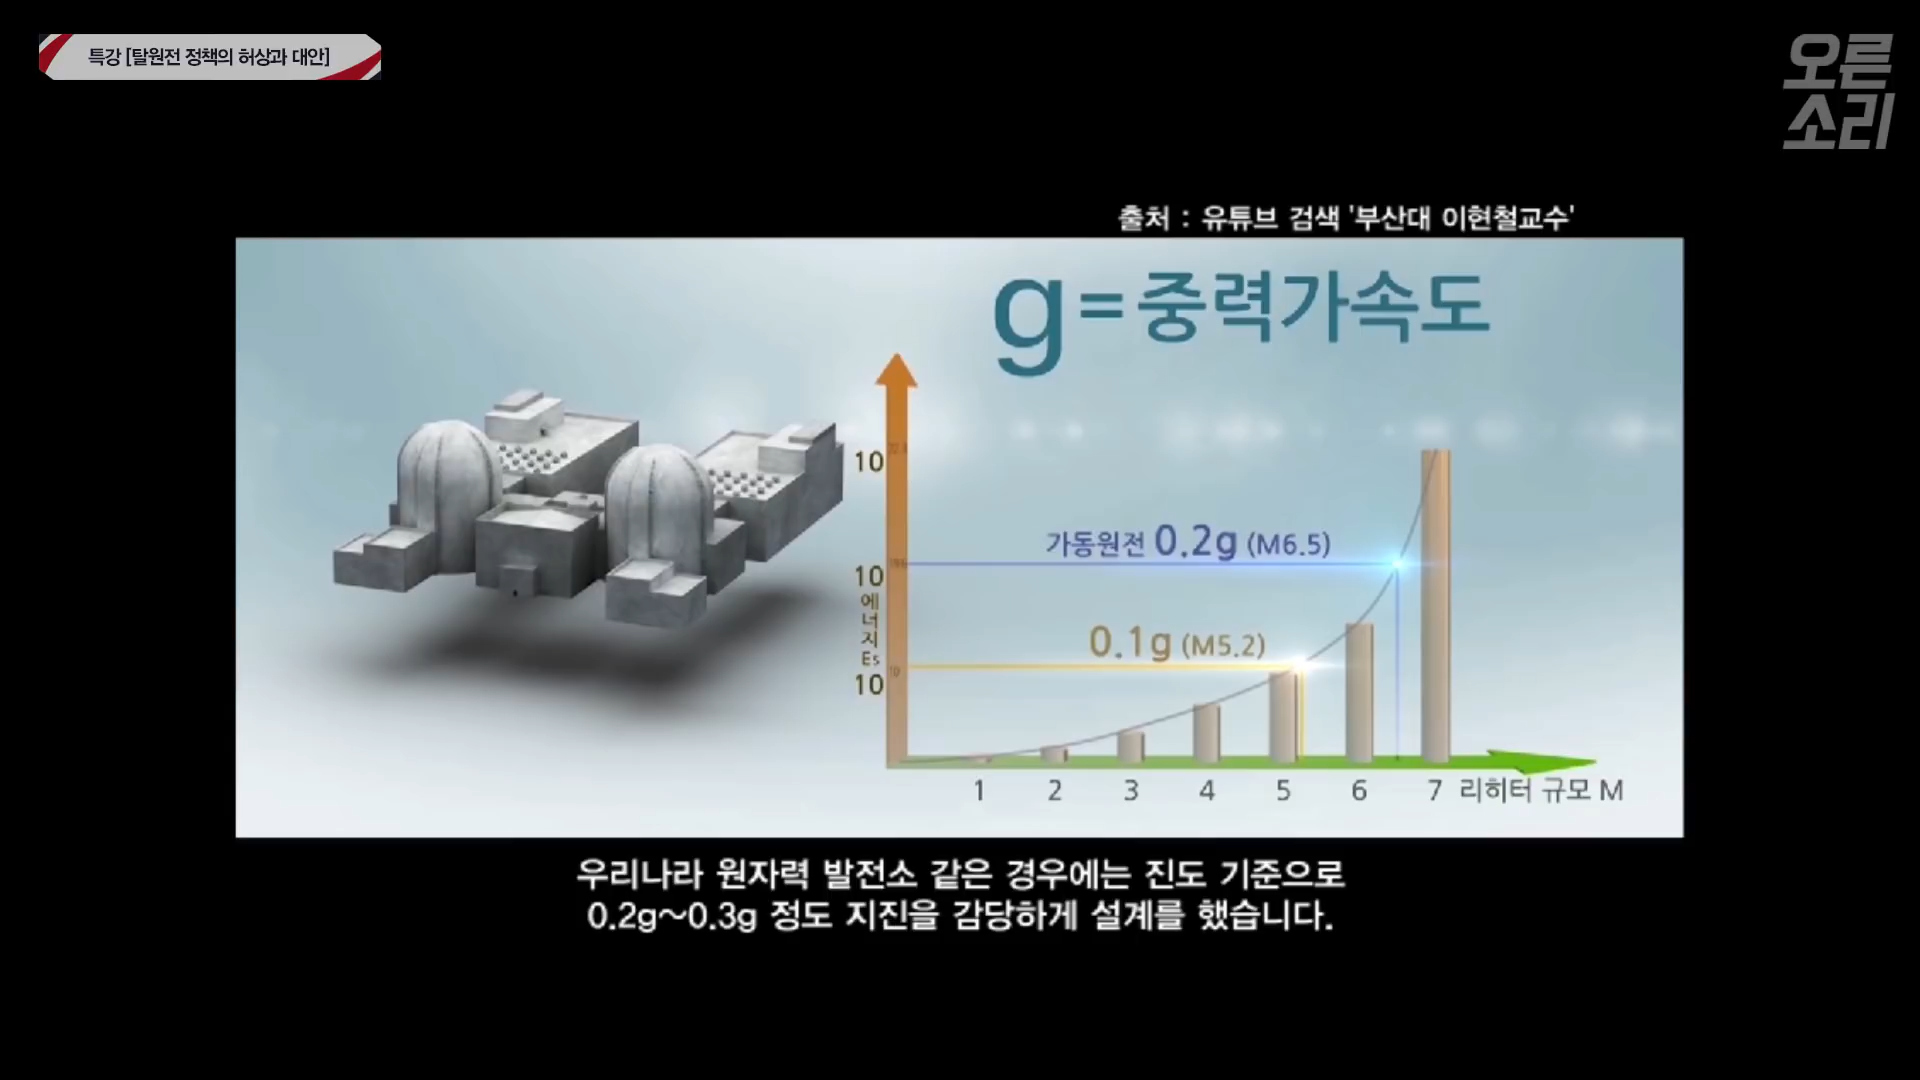 특강 [탈원전 정책의 허상과 대안]
오른
소리
출처 : 유튜브 검색 '부산대 이현철교수'
g=중력가속도
10
가동원전 0.2g (M6.5)
10
에너지 Es
0.1g (M5.2)
10
1 2 3 4 5 6 7 리히터 규모 M
우리나라 원자력 발전소 같은 경우에는 진도 기준으로
0.2g~0.3g 정도 지진을 감당하게 설계를 했습니다.